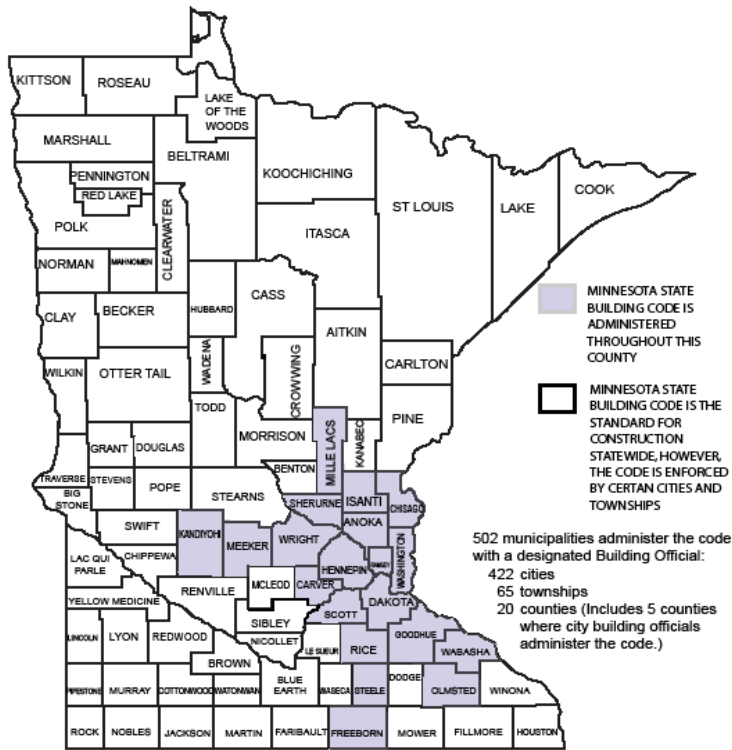 KITTSON
ROSEAU
LAKE
OF THE
WOODS
MARSHALL
BELTRAMI
KOOCHICHING
PENNINGTON
RED LAKE
ST LOUIS
LAKE
COOK
POLK
CLEARWATER
ITASCA
NORMAN
MAHNOMEN
CASS
HUBBARD
CLAY
BECKER
AITKIN
WADENA
CROWWING
CARLTON
WILKIN
OTTER TAIL
TODD
PINE
MORRISON
MILLE LACS
KANABEC
GRANT
DOUGLAS
BENTON
TRAVERSE
STEVENS
POPE
STEARNS
BIG
STONE
SHERURNE
ISANTI
CHISAGO
SWIFT
KANDIYOHI
MEEKER
WRIGHT
ANOKA
LAC QUI
PARLE
CHIPPEWA
HENNEPIN
RAMSEY
WASHINGTON
RENVILLE
MCLEOD
CARVER
YELLOW MEDICINE
SIBLEY
SCOTT
DAKOTA
LINCOLN
LYON
REDWOOD
NICOLLET
LE SUEUR
RICE
GOODHUE
WABASHA
BROWN
PIPESTONE
MURRAY
COTTONWOOD
WATONWAN
BLUE
EARTH
WASECA
STEELE
DODGE
OLMSTED
WINONA
ROCK
NOBLES
JACKSON
MARTIN
FARIBAULT
FREEBORN
MOWER
FILLMORE
HOUSTON
MINNESOTA STATE
BUILDING CODE IS
ADMINISTERED
THROUGHOUT THIS
COUNTY
MINNESOTA STATE
BUILDING CODE IS THE
STANDARD FOR
CONSTRUCTION
STATEWIDE, HOWEVER,
THE CODE IS ENFORCED
BY CERTAN CITIES AND
TOWNSHIPS
502 municipalities administer the code
with a designated Building Official:
422 cities
65 townships
20 counties (Includes 5 counties
where city building officials
administer the code.)